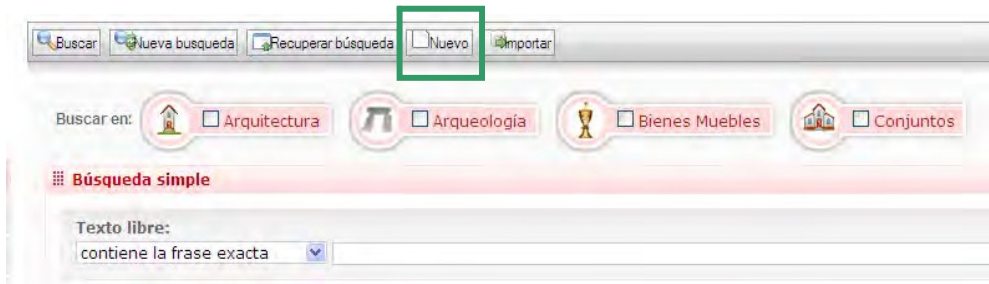 Buscar Nueva busqueda Recuperar búsqueda Nuevo Importar
Buscar en: Arquitectura Arqueología Bienes Muebles Conjuntos
Búsqueda simple
Texto libre:
contiene la frase exacta